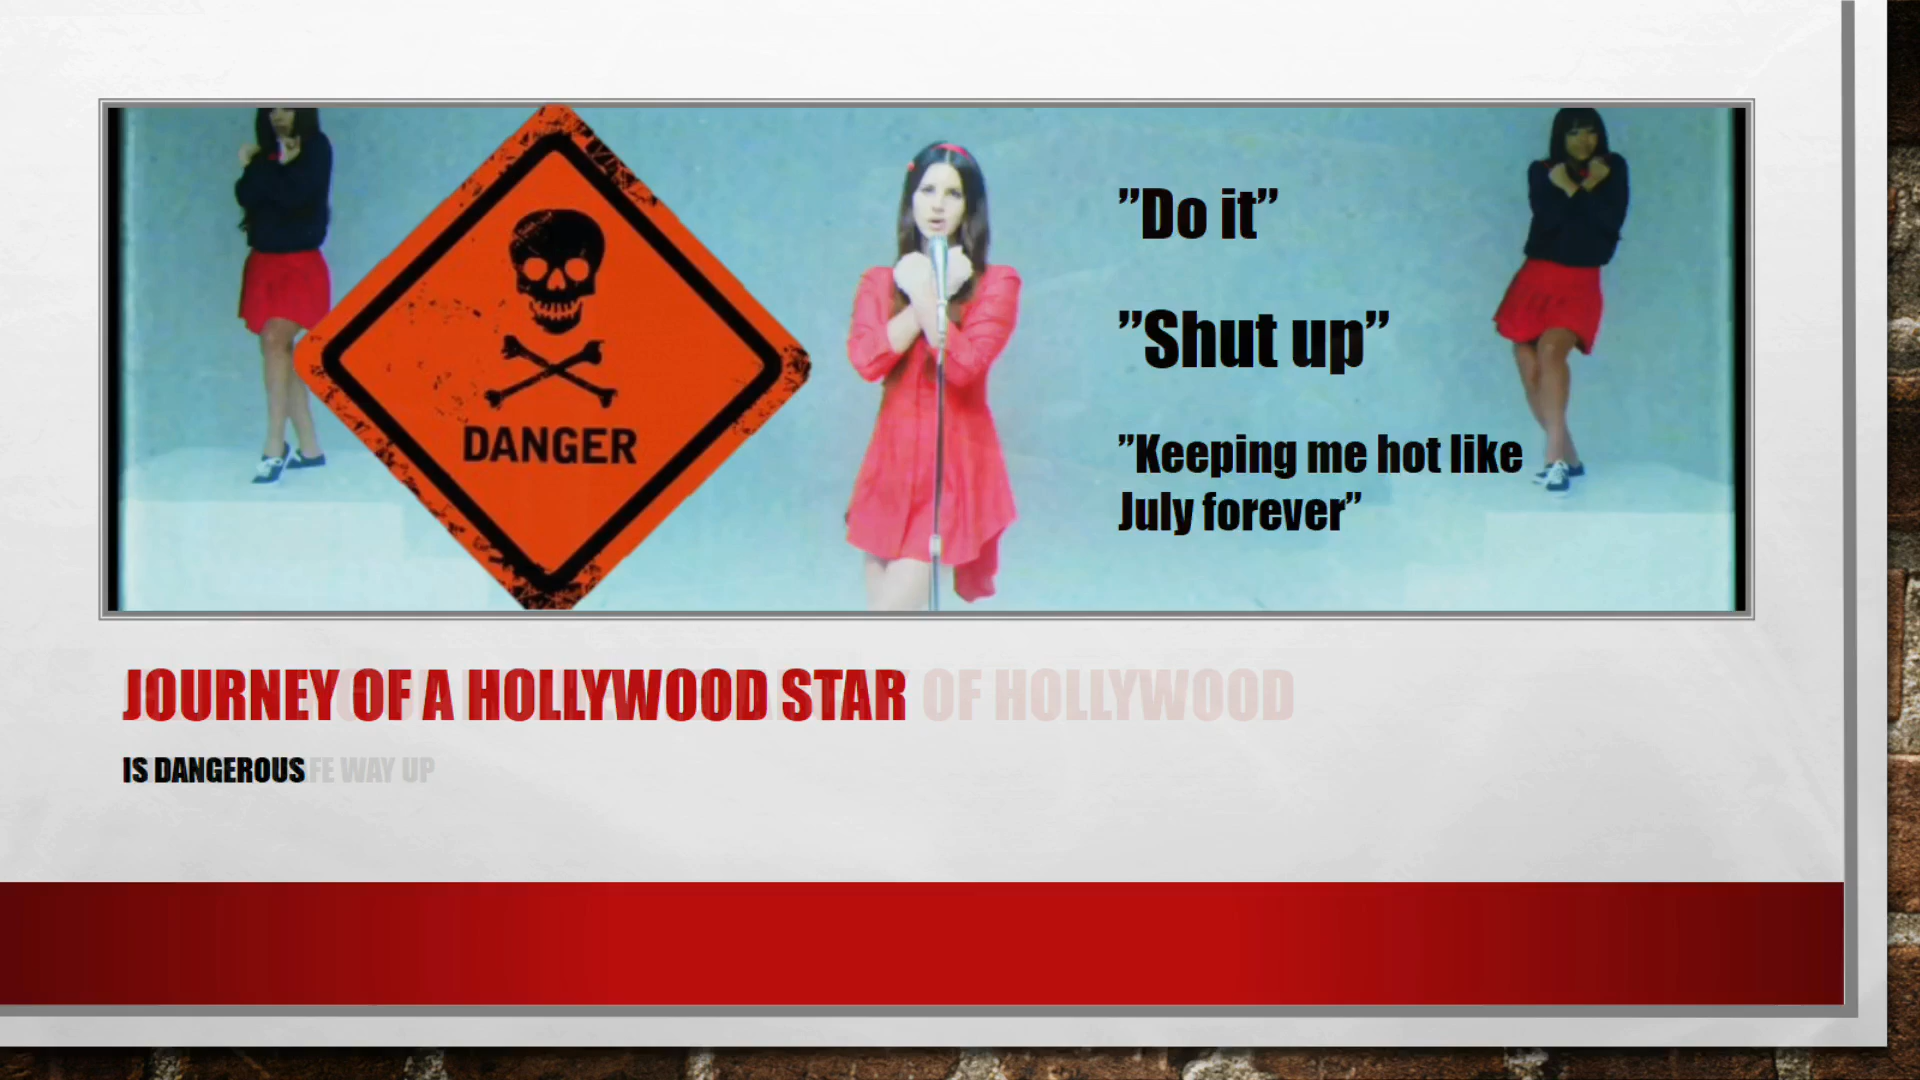 ”Do it”
”Shut up”
”Keeping me hot like
July forever”
DANGER
JOURNEY OF A HOLLYWOOD STAR OF HOLLYWOOD
IS DANGEROUS WAY UP